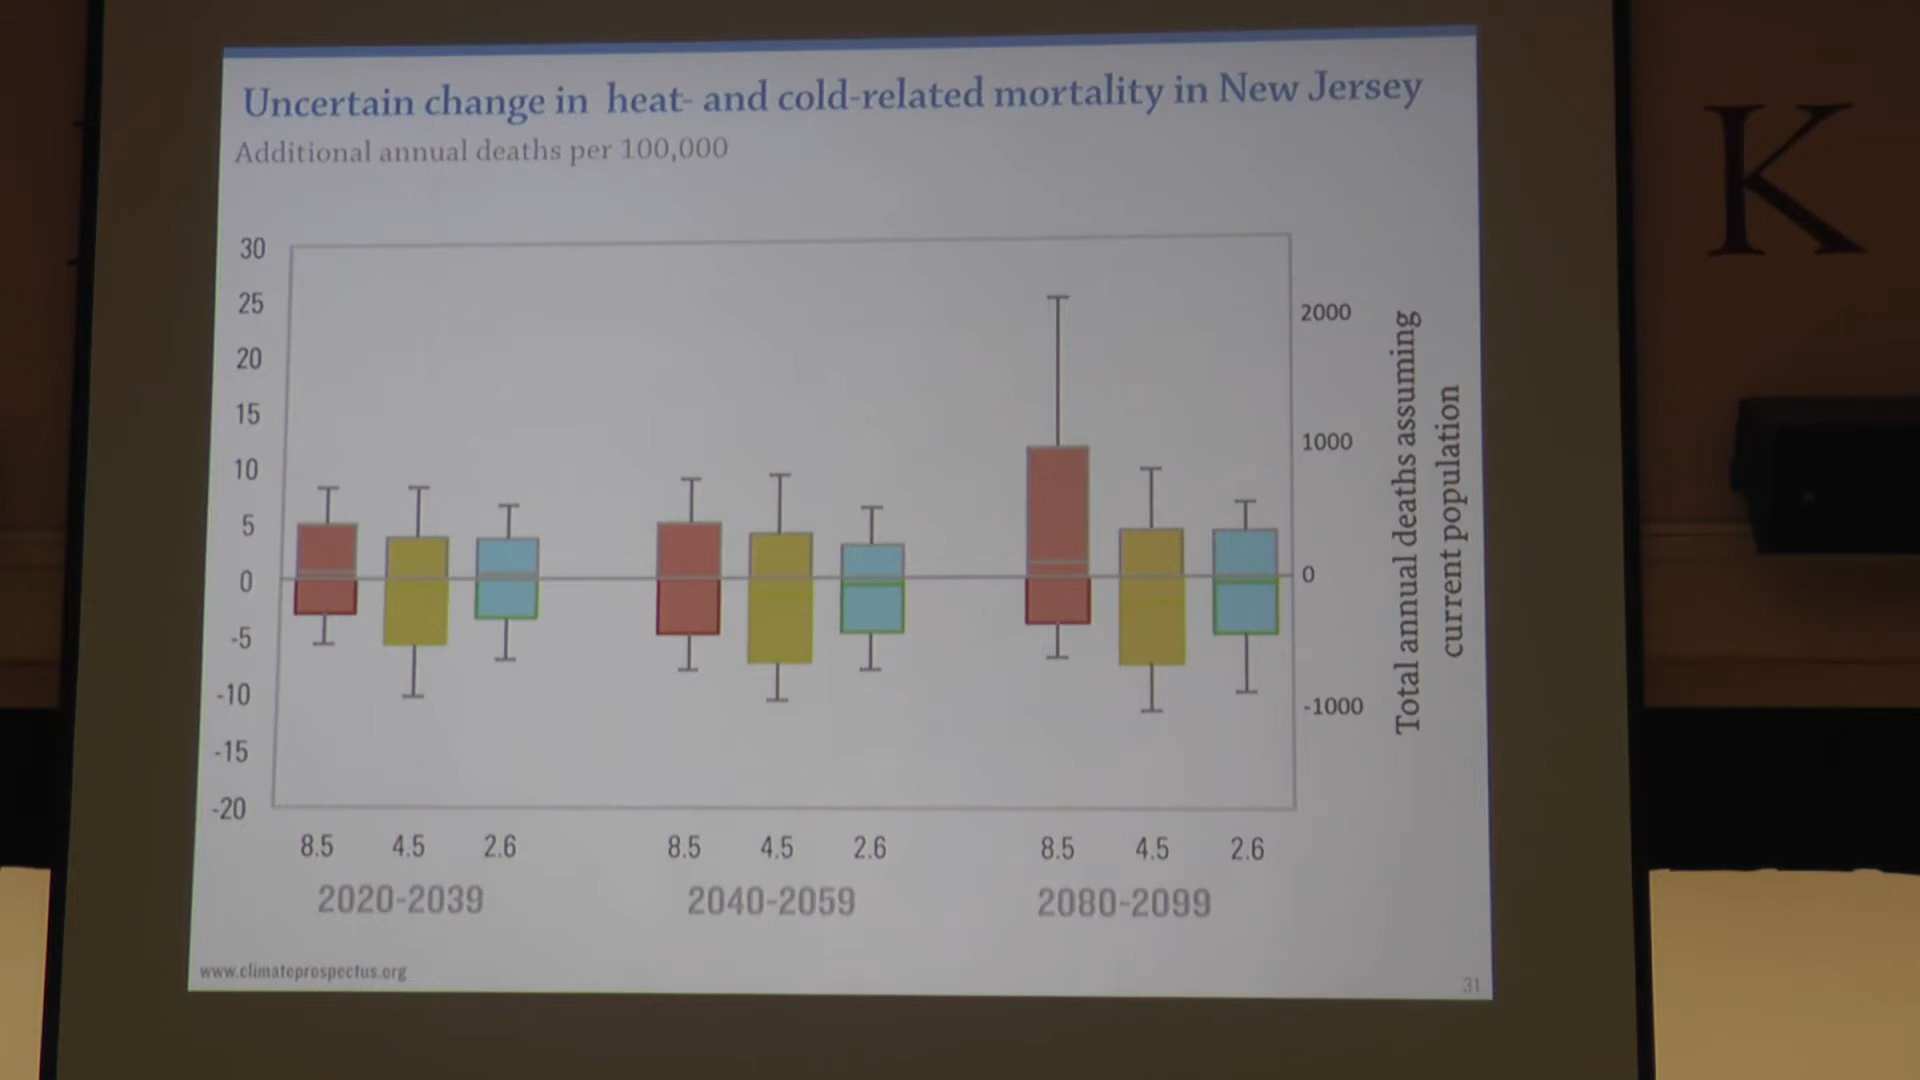 Uncertain change in heat- and cold-related mortality in New Jersey
Additional annual deaths per 100,000
30
25
20
15
10
5
0
-5
-10
-15
-20
2000
1000
0
-1000
Total annual deaths assuming
current population
8.5 4.5 2.6 8.5 4.5 2.6 8.5 4.5 2.6
2020-2039 2040-2059 2080-2099
www.climateprospectus.org
31
K